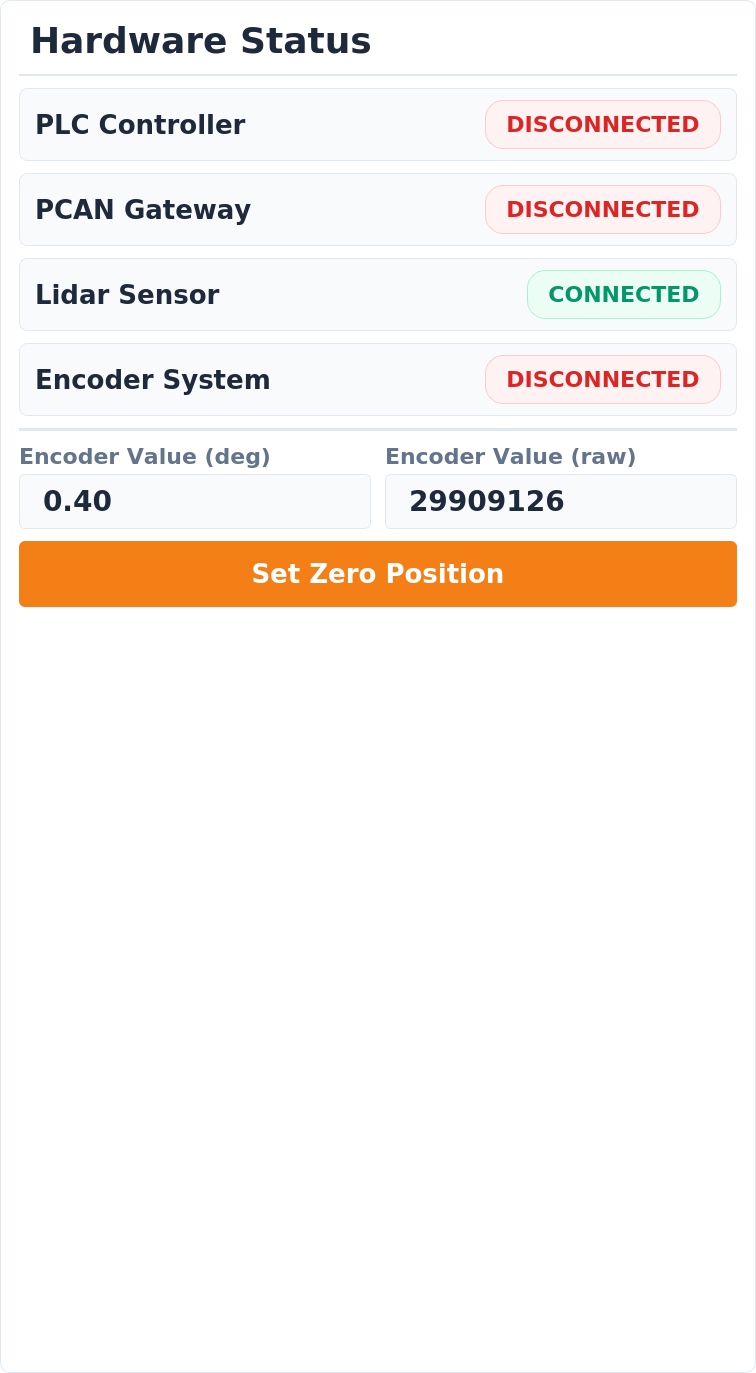 Hardware Status
PLC Controller DISCONNECTED
PCAN Gateway DISCONNECTED
Lidar Sensor CONNECTED
Encoder System DISCONNECTED
Encoder Value (deg) Encoder Value (raw)
0.40 29909126
Set Zero Position